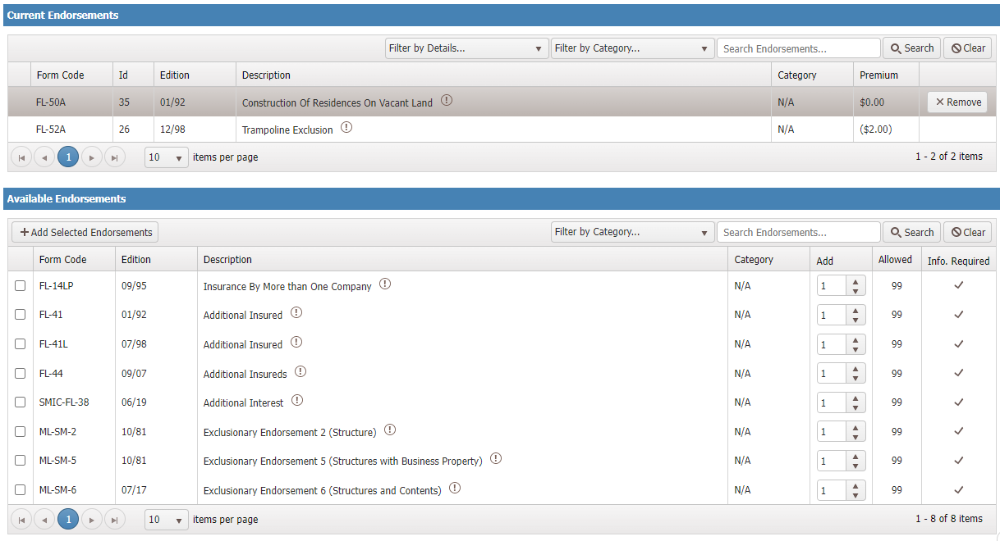 Current Endorsements
Filter by Details... Filter by Category... Search Endorsements... Search Clear
Form Code Id Edition Description Category Premium
FL-50A 35 01/92 Construction Of Residences On Vacant Land N/A $0.00 Remove
FL-52A 26 12/98 Trampoline Exclusion N/A ($2.00)
1 10 items per page 1 - 2 of 2 items
Available Endorsements
Add Selected Endorsements Filter by Category... Search Endorsements... Search Clear
Form Code Edition Description Category Add Allowed Info. Required
FL-14LP 09/95 Insurance By More than One Company N/A 1 99
FL-41 01/92 Additional Insured N/A 1 99
FL-41L 07/98 Additional Insured N/A 1 99
FL-44 09/07 Additional Insureds N/A 1 99
SMIC-FL-38 06/19 Additional Interest N/A 1 99
ML-SM-2 10/81 Exclusionary Endorsement 2 (Structure) N/A 1 99
ML-SM-5 10/81 Exclusionary Endorsement 5 (Structures with Business Property) N/A 1 99
ML-SM-6 07/17 Exclusionary Endorsement 6 (Structures and Contents) N/A 1 99
1 10 items per page 1 - 8 of 8 items